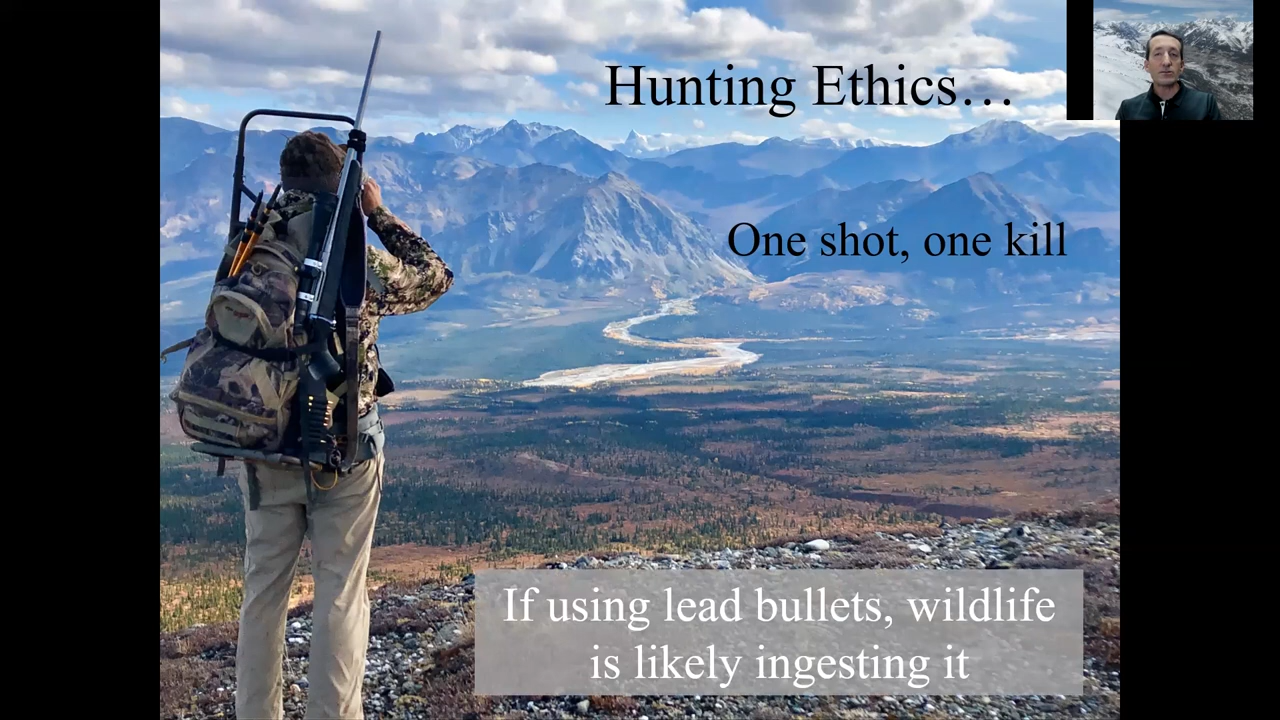 Hunting Ethics…
One shot, one kill
If using lead bullets, wildlife
is likely ingesting it